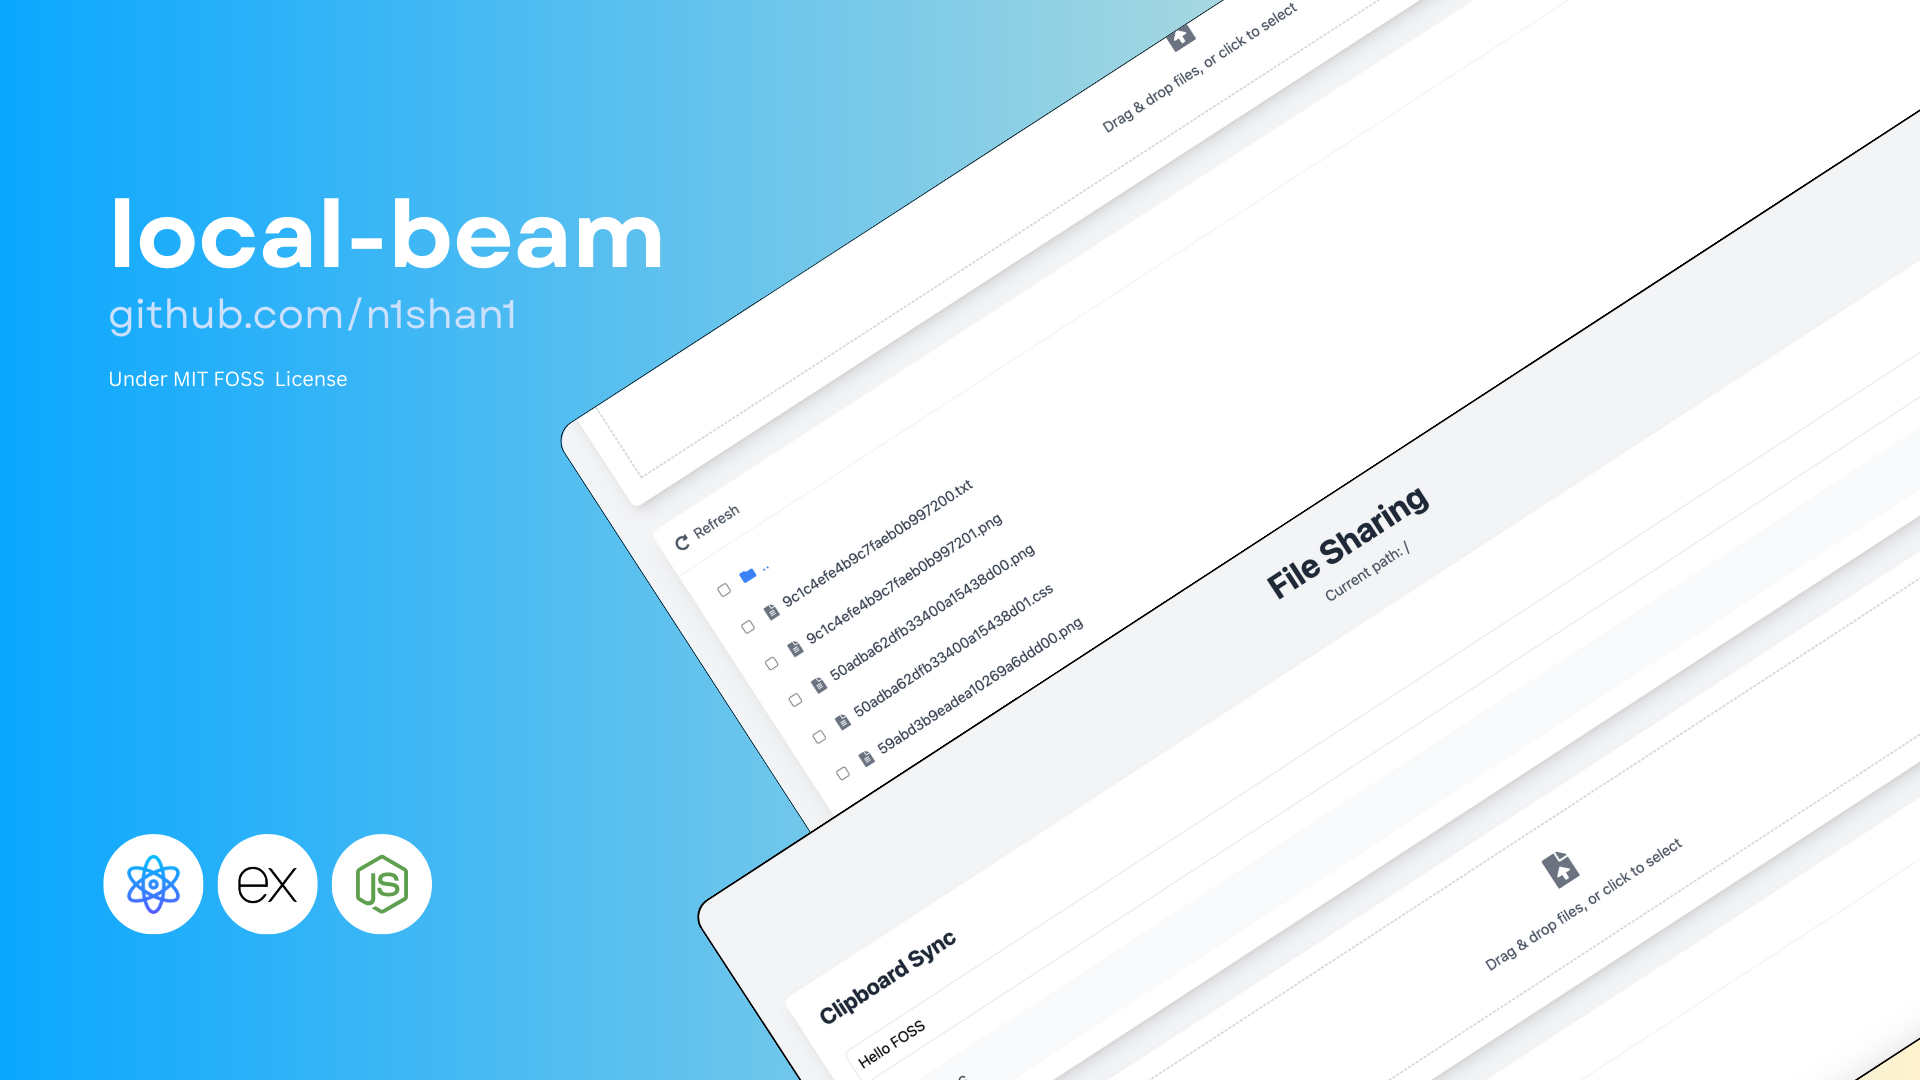 local-beam
github.com/n1shan1
Under MIT FOSS License
ex
JS
Drag & drop files, or click to select
Refresh
..
9c1c4efe4b9c7faeb0b997200.txt
9c1c4efe4b9c7faeb0b997201.png
50adba62dfb33400a15438d00.png
50adba62dfb33400a15438d01.css
59abd3b9eadea10269a6ddd00.png
File Sharing
Current path: /
Clipboard Sync
Hello FOSS
Drag & drop files, or click to select